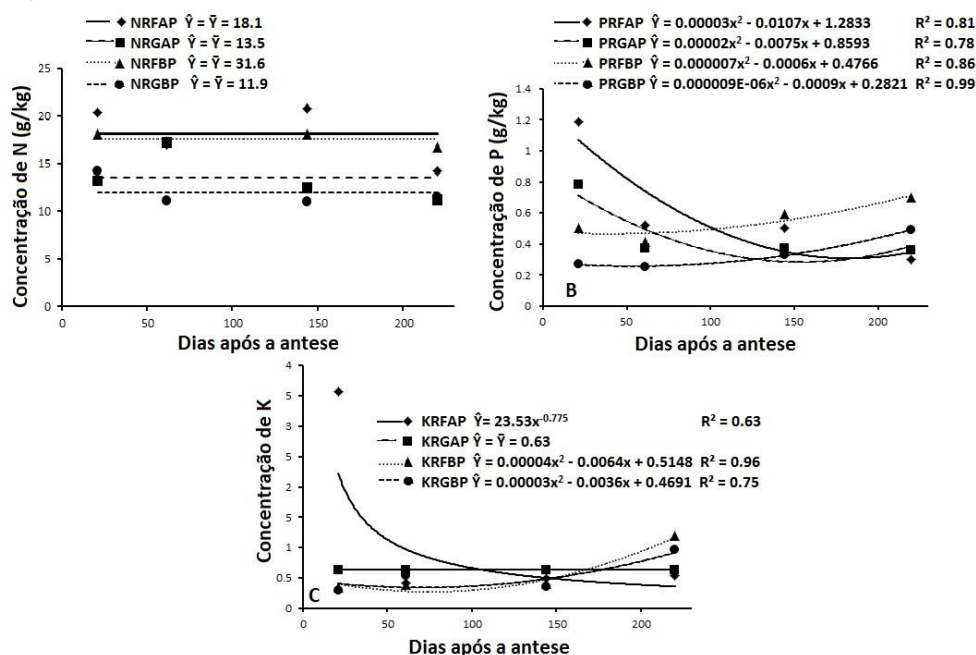 NRFAP Ŷ = Ȳ = 18.1
NRGAP Ŷ = Ȳ = 13.5
NRFBP Ŷ = Ȳ = 31.6
NRGBP Ŷ = Ȳ = 11.9
Concentração de N (g/kg)
25
20
15
10
5
0
0 50 100 150 200
Dias após a antese
PRFAP Ŷ = 0.00003x² - 0.0107x + 1.2833 R² = 0.81
PRGAP Ŷ = 0.00002x² - 0.0075x + 0.8593 R² = 0.78
PRFBP Ŷ = 0.000007x² - 0.0006x + 0.4766 R² = 0.86
PRGBP Ŷ = 0.000009E-06x² - 0.0009x + 0.2821 R² = 0.99
Concentração de P (g/kg)
1.4
1.2
1
0.8
0.6
0.4
0.2
0
B
0 50 100 150 200
Dias após a antese
KRFAP Ŷ= 23.53x⁻⁰·⁷⁷⁵ R² = 0.63
KRGAP Ŷ = Ȳ = 0.63
KRFBP Ŷ = 0.00004x² - 0.0064x + 0.5148 R² = 0.96
KRGBP Ŷ = 0.00003x² - 0.0036x + 0.4691 R² = 0.75
Concentração de K
4
5
3
5
2
5
1
0.5
0
C
0 50 100 150 200
Dias após a antese